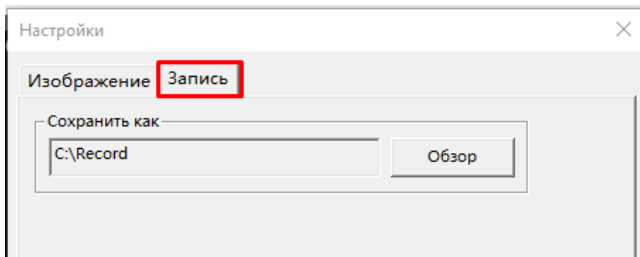 Настройки
Изображение Запись
Сохранить как
C:\Record Обзор